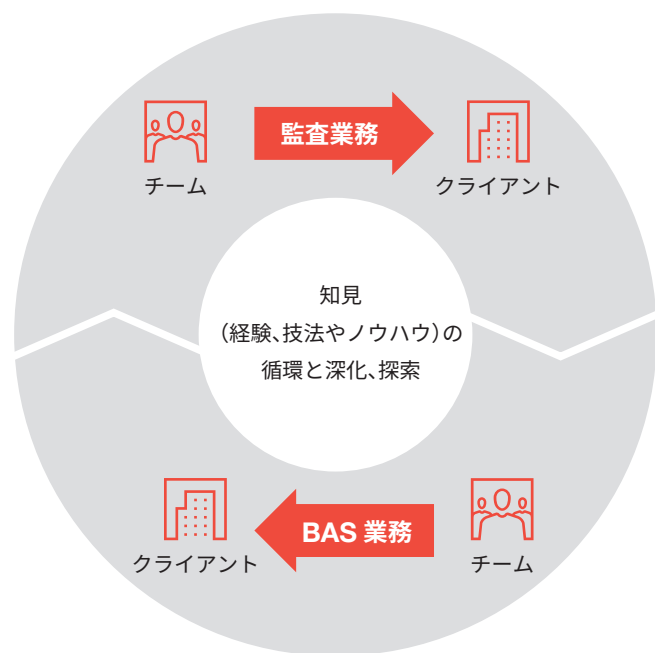 監査業務
チーム
クライアント
知見
（経験、技法やノウハウ）の
循環と深化、探索
BAS 業務
クライアント
チーム